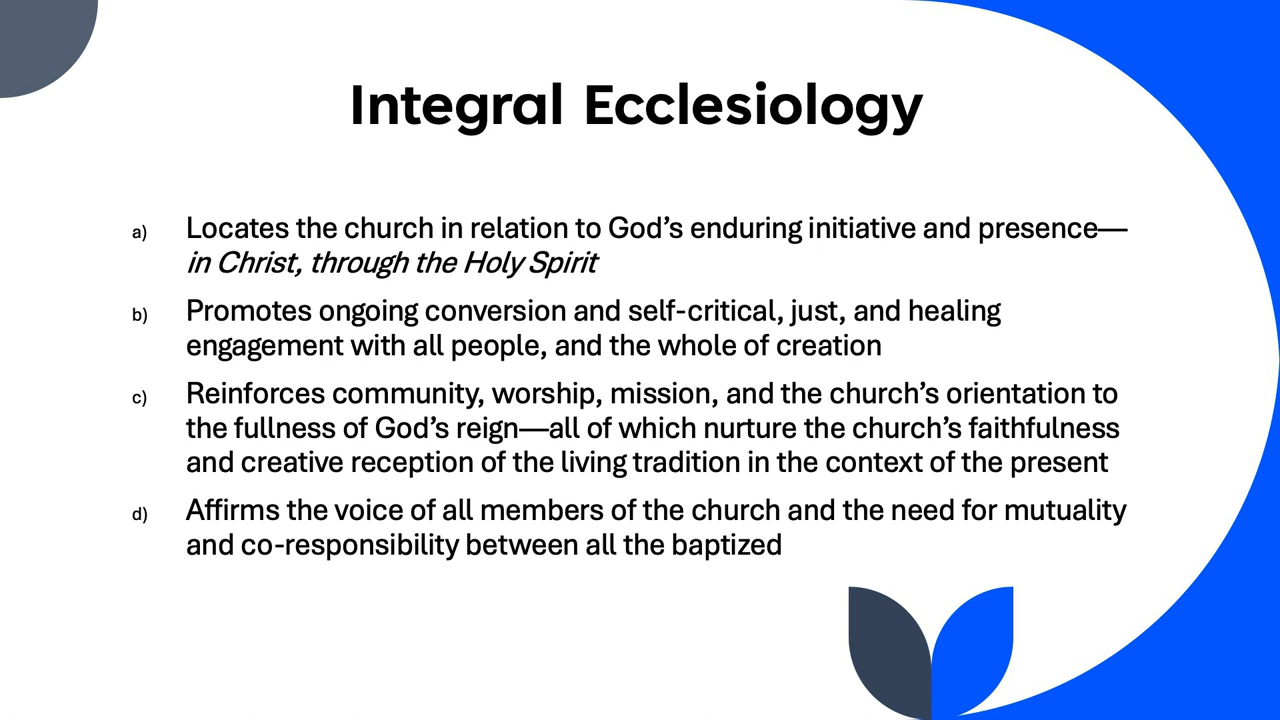 Integral Ecclesiology
a) Locates the church in relation to God’s enduring initiative and presence—
in Christ, through the Holy Spirit
b) Promotes ongoing conversion and self-critical, just, and healing
engagement with all people, and the whole of creation
c) Reinforces community, worship, mission, and the church’s orientation to
the fullness of God’s reign—all of which nurture the church’s faithfulness
and creative reception of the living tradition in the context of the present
d) Affirms the voice of all members of the church and the need for mutuality
and co-responsibility between all the baptized